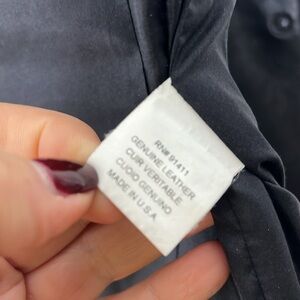 RN# 91411
GENUINE LEATHER
CUIR VERITABLE
CUOIO GENUINO
MADE IN U.S.A